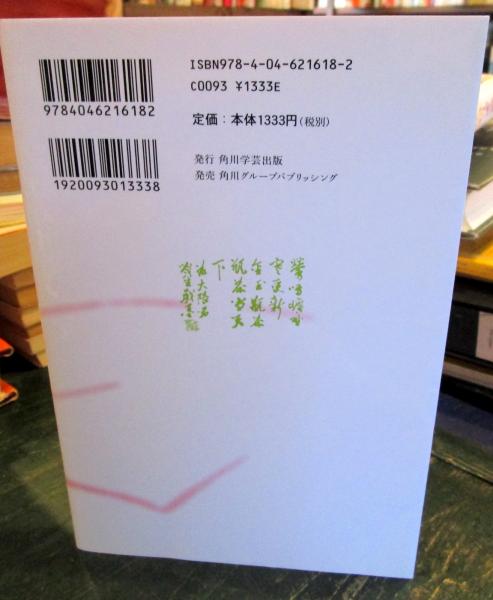 ISBN978-4-04-621618-2
C0093 ¥1333E
定価：本体1333円（税別）
発行 角川学芸出版
発売 角川グループパブリッシング
9784046216182
1920093013338
下